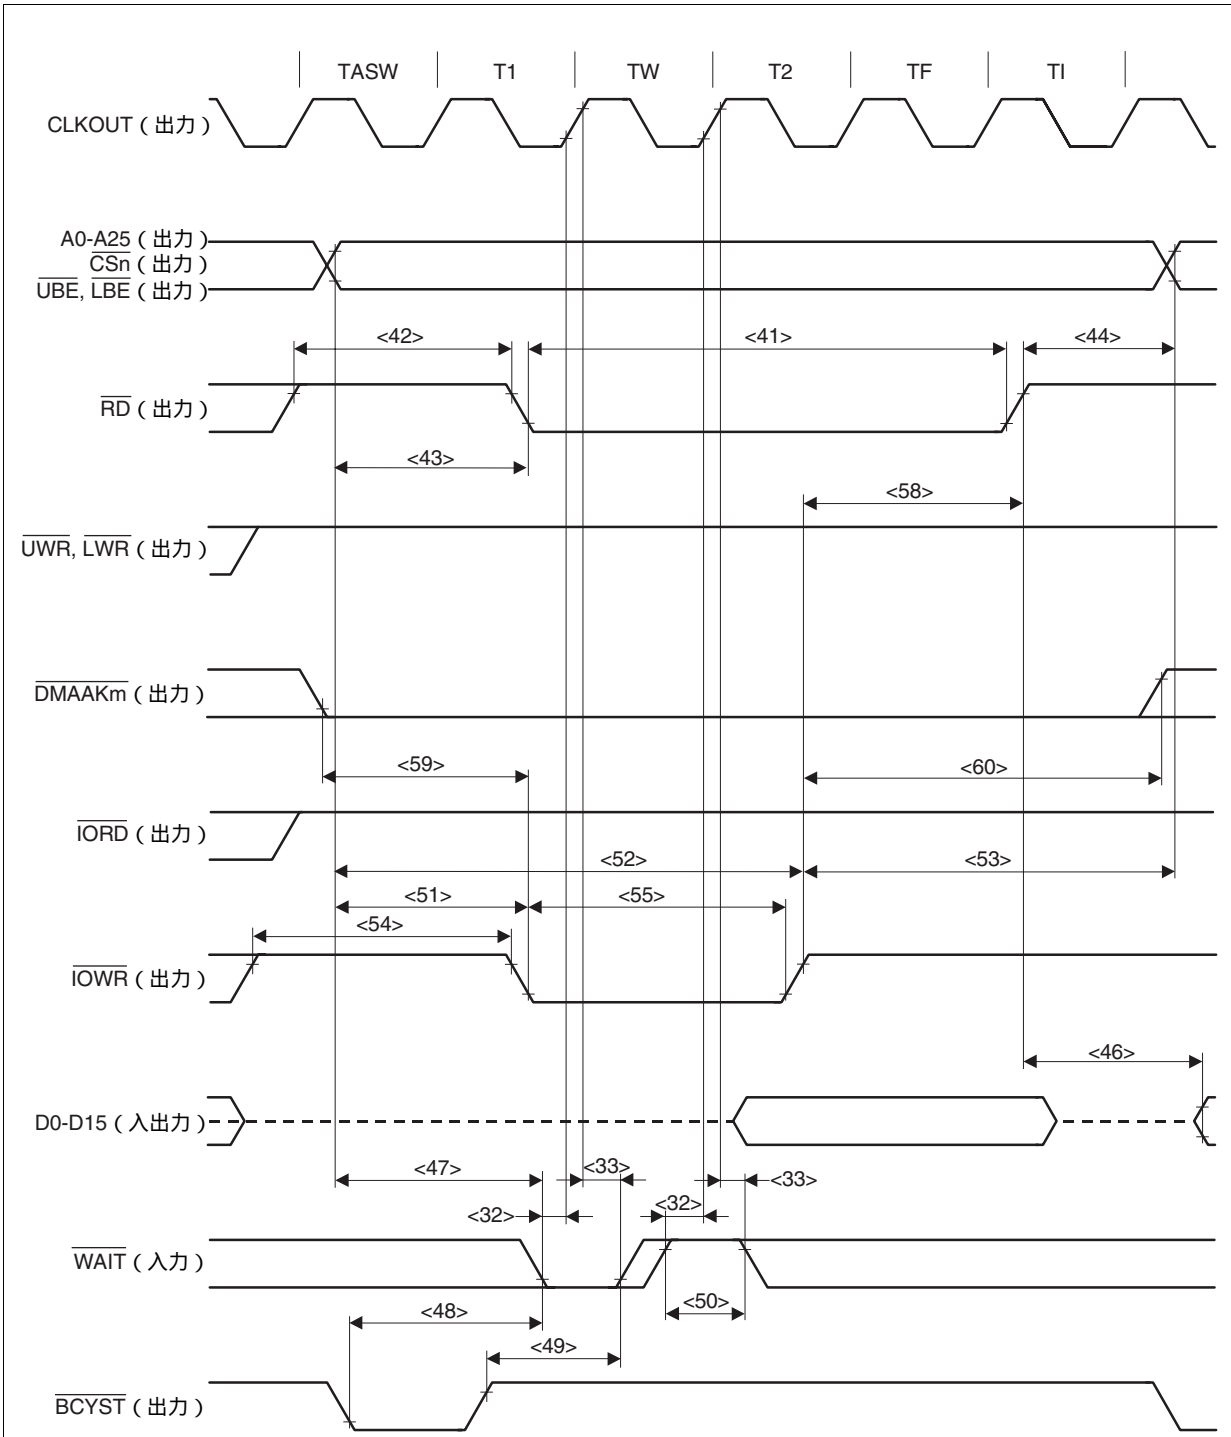 TASW T1 TW T2 TF TI
CLKOUT（出力）
A0-A25（出力）
CSn（出力）
UBE, LBE（出力）
<42> <41> <44>
RD（出力）
<43>
<58>
UWR, LWR（出力）
DMAAKm（出力）
<59> <60>
IORD（出力）
<52> <53>
<51> <55>
<54>
IOWR（出力）
<46>
D0-D15（入出力）
<47> <33> <33>
<32> <32>
WAIT（入力）
<48> <50>
<49>
BCYST（出力）